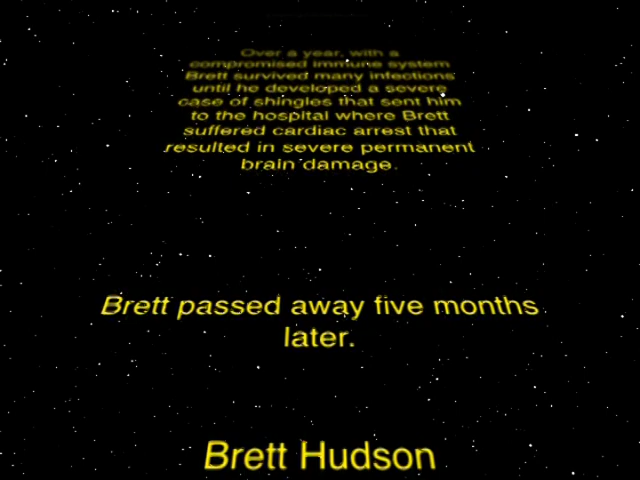 Over a year, with a
compromised immune system
Brett survived many infections
until he developed a severe
case of shingles that sent him
to the hospital where Brett
suffered cardiac arrest that
resulted in severe permanent
brain damage.
Brett passed away five months
later.
Brett Hudson